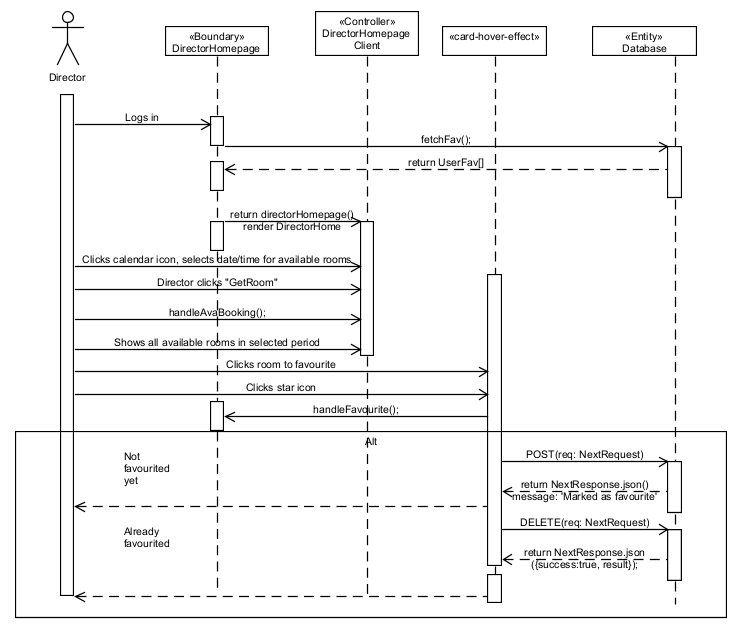 «Boundary»
DirectorHomepage
«Controller»
DirectorHomepage
Client
«card-hover-effect»
«Entity»
Database
Director
Logs in
fetchFav();
return UserFav[]
return directorHomepage()
render DirectorHome
Clicks calendar icon, selects date/time for available rooms
Director clicks "GetRoom"
handleAvaBooking();
Shows all available rooms in selected period
Clicks room to favourite
Clicks star icon
handleFavourite();
Alt
Not
favourited
yet
POST(req: NextRequest)
return NextResponse.json()
message: 'Marked as favourite'
Already
favourited
DELETE(req: NextRequest)
return NextResponse.json
({success:true, result});